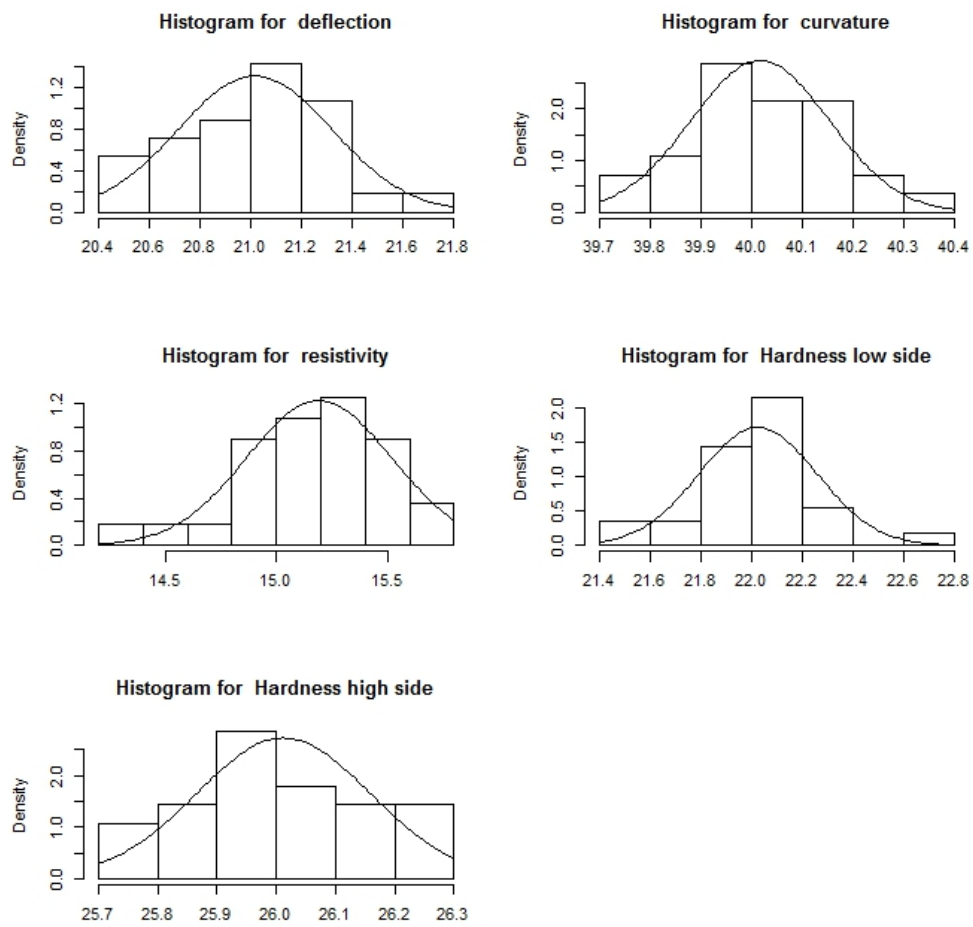 Histogram for deflection
Density
0.0 0.4 0.8 1.2
20.4 20.6 20.8 21.0 21.2 21.4 21.6 21.8
Histogram for curvature
Density
0.0 1.0 2.0
39.7 39.8 39.9 40.0 40.1 40.2 40.3 40.4
Histogram for resistivity
Density
0.0 0.4 0.8 1.2
14.5 15.0 15.5
Histogram for Hardness low side
Density
0.0 0.5 1.0 1.5 2.0
21.4 21.6 21.8 22.0 22.2 22.4 22.6 22.8
Histogram for Hardness high side
Density
0.0 1.0 2.0
25.7 25.8 25.9 26.0 26.1 26.2 26.3